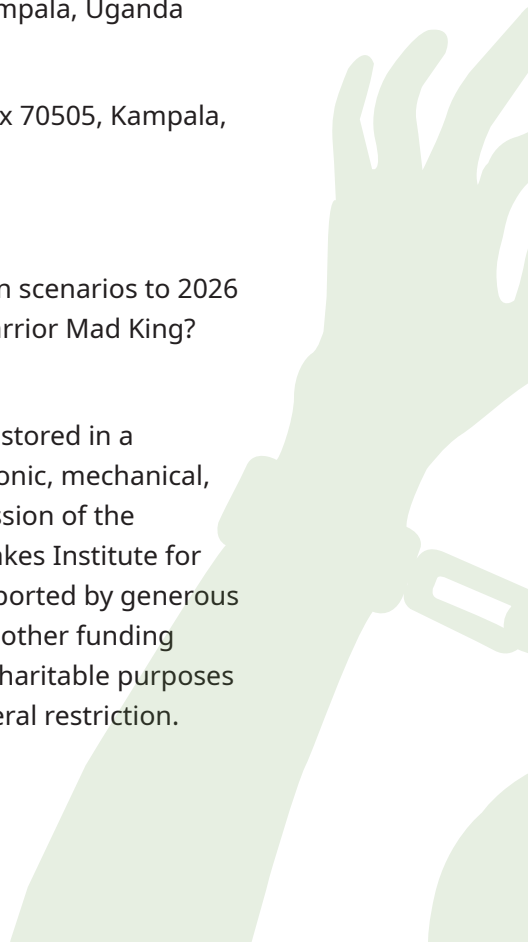 mpala, Uganda
x 70505, Kampala,
n scenarios to 2026
rrior Mad King?
stored in a
onic, mechanical,
ssion of the
akes Institute for
ported by generous
other funding
haritable purposes
eral restriction.